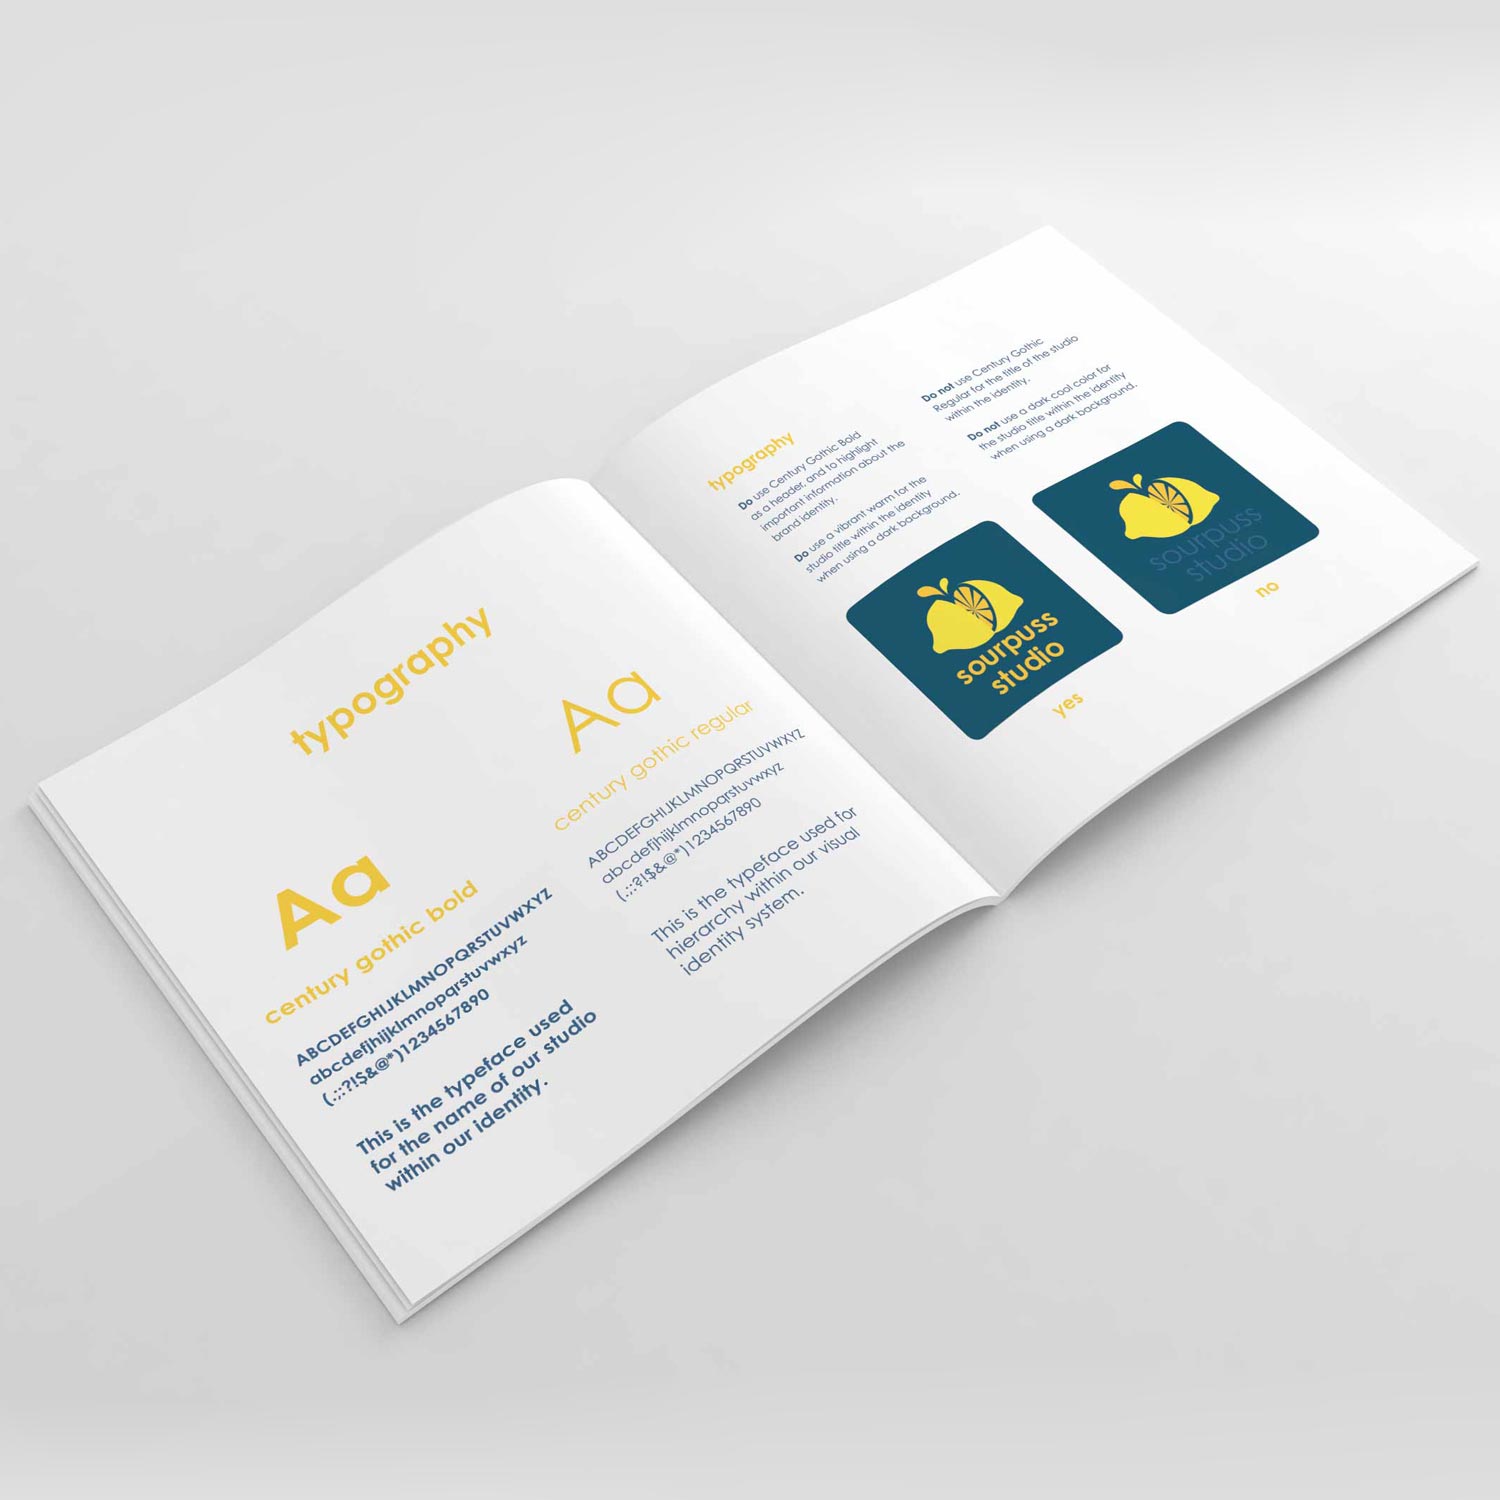 typography
Aa
century gothic bold
ABCDEFGHIJKLMNOPQRSTUVWXYZ
abcdefjhijklmnopqrstuvwxyz
(.;:?!$&@*)1234567890
This is the typeface used
for the name of our studio
within our identity.
Aa
century gothic regular
ABCDEFGHIJKLMNOPQRSTUVWXYZ
abcdefjhijklmnopqrstuvwxyz
(.;:?!$&@*)1234567890
This is the typeface used for
hierarchy within our visual
identity system.
typography
Do use Century Gothic Bold
as a header, and to highlight
important information about the
brand identity.
Do use a vibrant warm for the
studio title within the identity
when using a dark background.
sourpuss
studio
yes
Do not use Century Gothic
Regular for the title of the studio
within the identity.
Do not use a dark cool color for
the studio title within the identity
when using a dark background.
sourpuss
studio
no